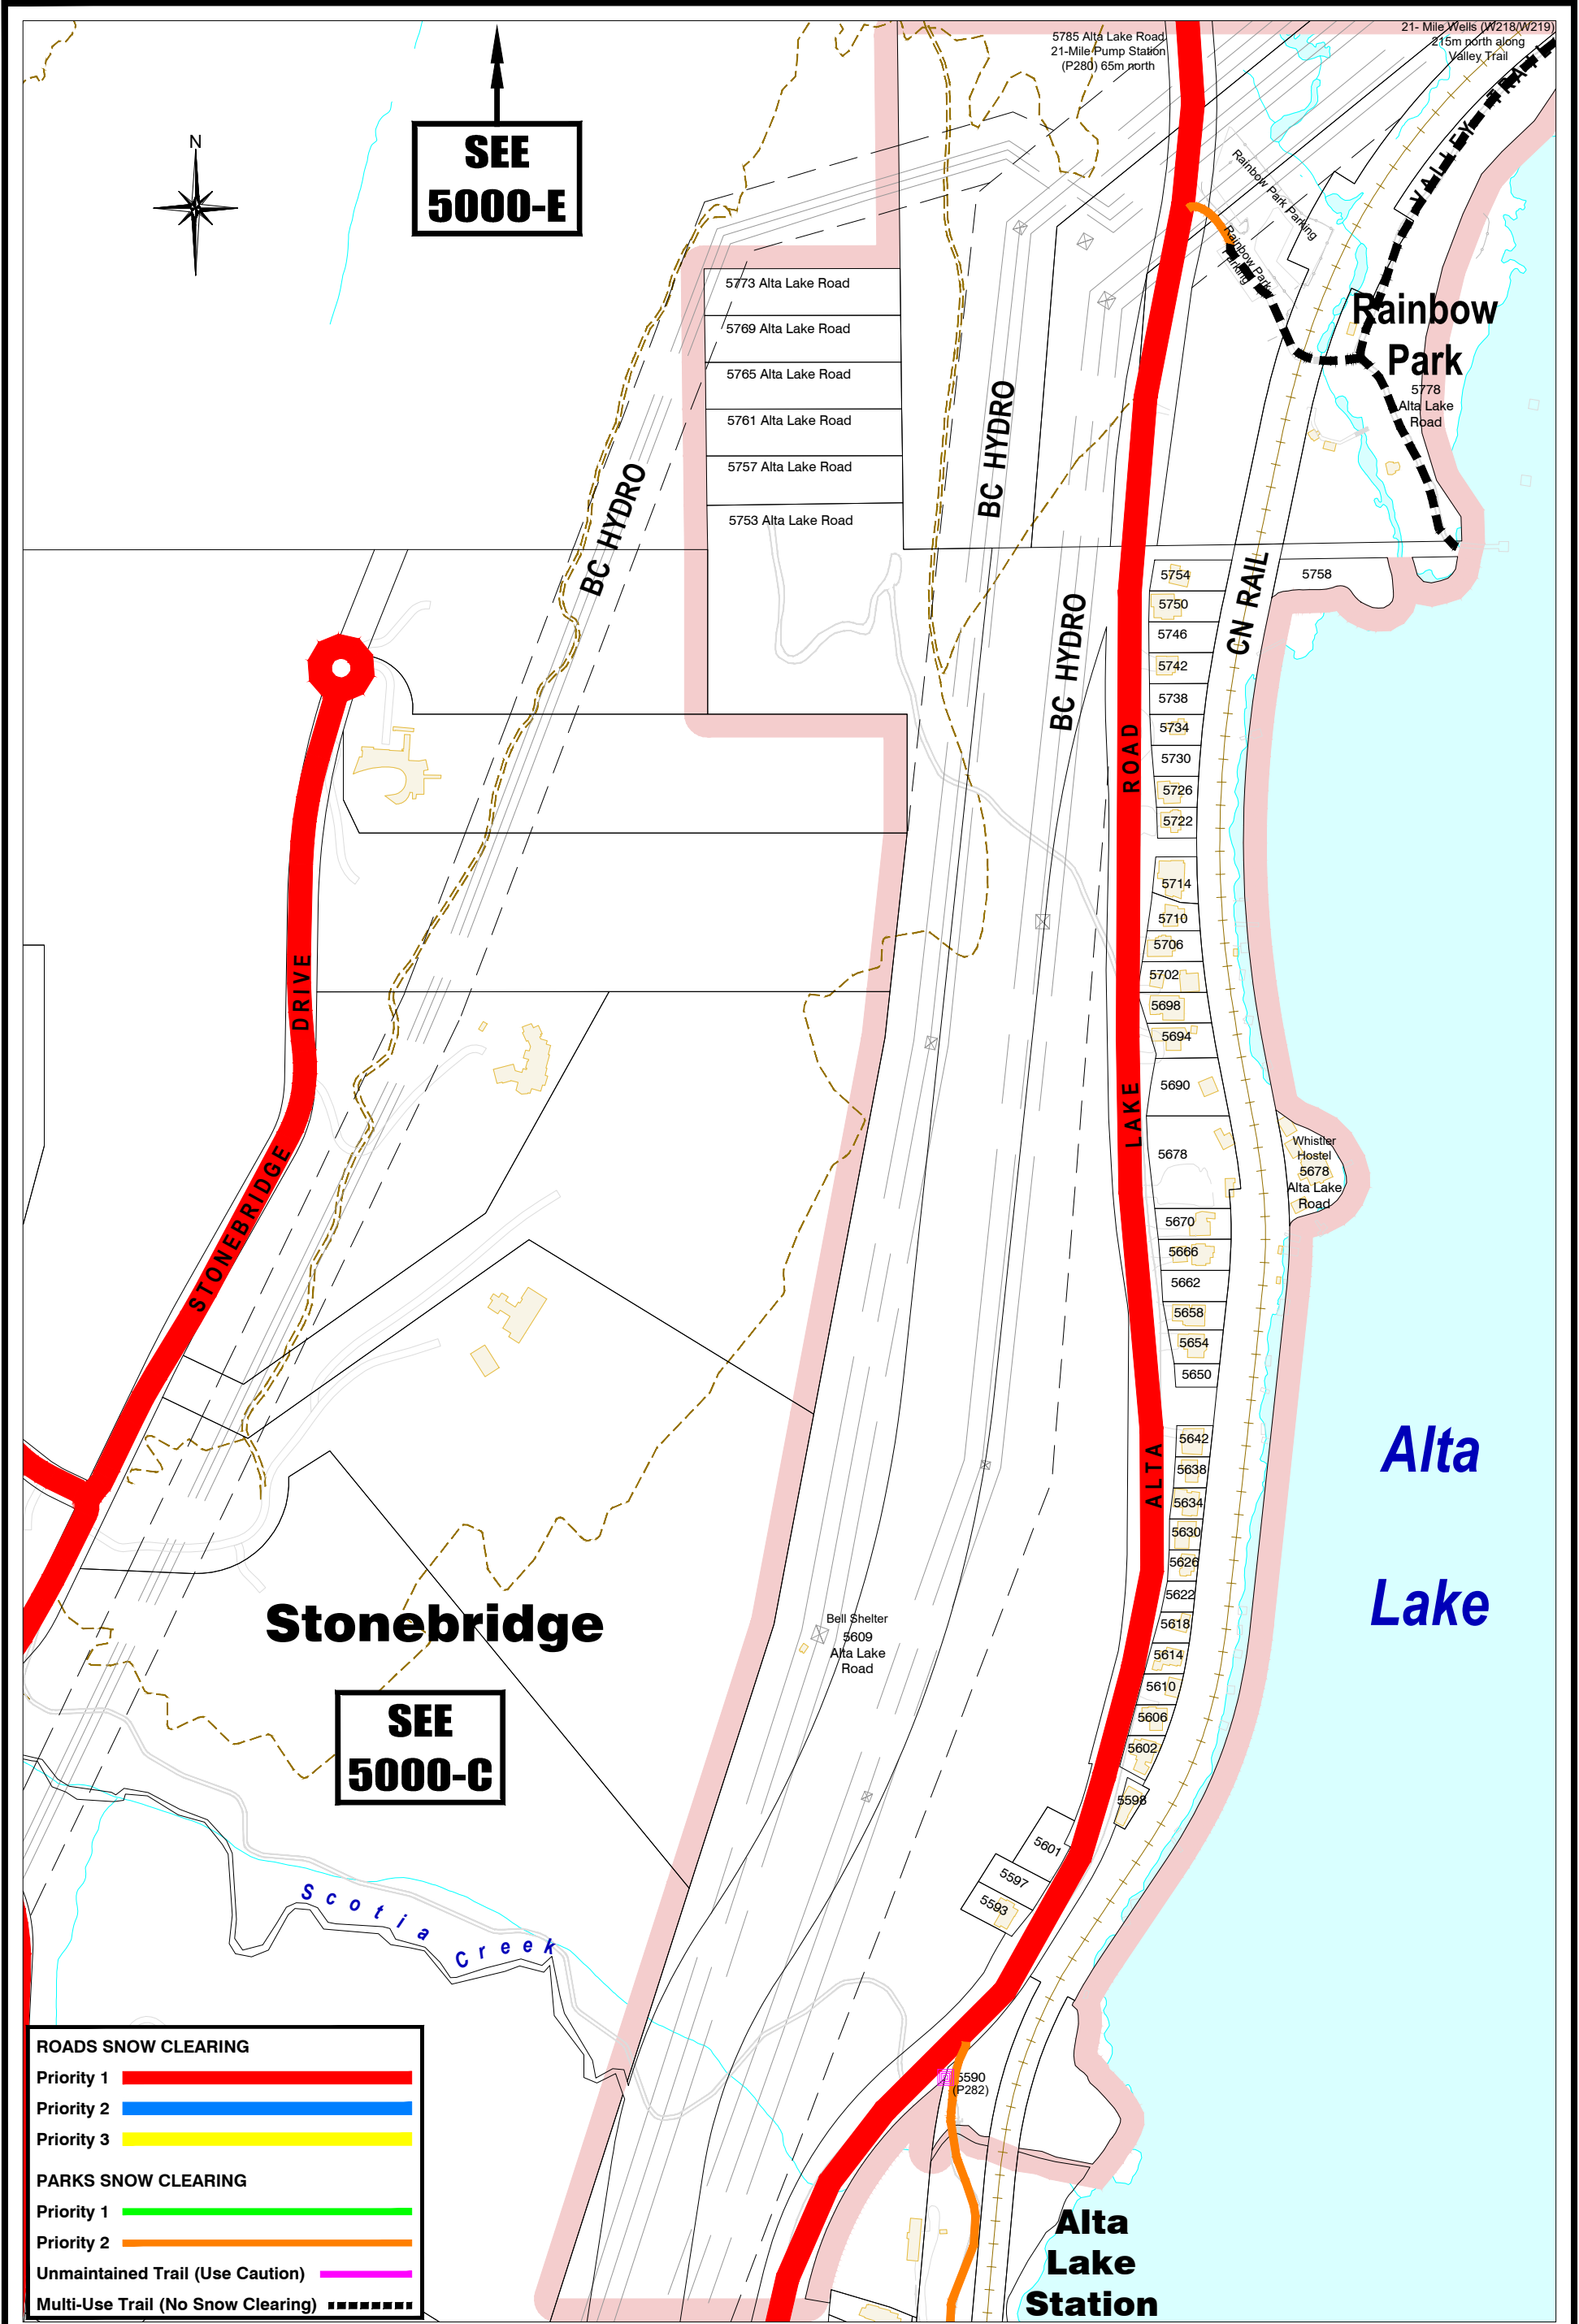 21- Mile Wells (W218/W219)
215m north along
Valley Trail
5785 Alta Lake Road
21-Mile Pump Station
(P280) 65m north
N
SEE
5000-E
VALLEY TRAIL
Rainbow Park Parking
Rainbow Park
Parking
Rainbow
Park
5778
Alta Lake
Road
5773 Alta Lake Road
5769 Alta Lake Road
5765 Alta Lake Road
5761 Alta Lake Road
5757 Alta Lake Road
5753 Alta Lake Road
BC HYDRO
BC HYDRO
BC HYDRO
CN RAIL
5754
5758
5750
5746
5742
5738
5734
5730
5726
5722
5714
5710
5706
5702
5698
5694
5690
5678
Whistler
Hostel
5678
Alta Lake
Road
5670
5666
5662
5658
5654
5650
5642
5638
5634
5630
5626
5622
5618
5614
5610
5606
5602
5598
5601
5597
5593
ALTA LAKE ROAD
STONEBRIDGE DRIVE
Alta
Lake
Stonebridge
SEE
5000-C
Bell Shelter
5609
Alta Lake
Road
Scotia Creek
5590
(P282)
Alta
Lake
Station
ROADS SNOW CLEARING
Priority 1
Priority 2
Priority 3
PARKS SNOW CLEARING
Priority 1
Priority 2
Unmaintained Trail (Use Caution)
Multi-Use Trail (No Snow Clearing)